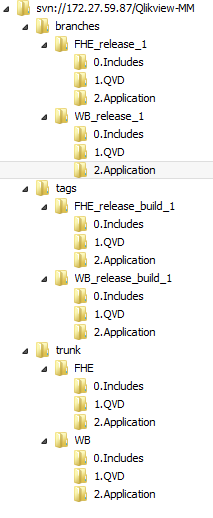 svn://172.27.59.87/Qlikview-MM
branches
FHE_release_1
0.Includes
1.QVD
2.Application
WB_release_1
0.Includes
1.QVD
2.Application
tags
FHE_release_build_1
0.Includes
1.QVD
2.Application
WB_release_build_1
0.Includes
1.QVD
2.Application
trunk
FHE
0.Includes
1.QVD
2.Application
WB
0.Includes
1.QVD
2.Application